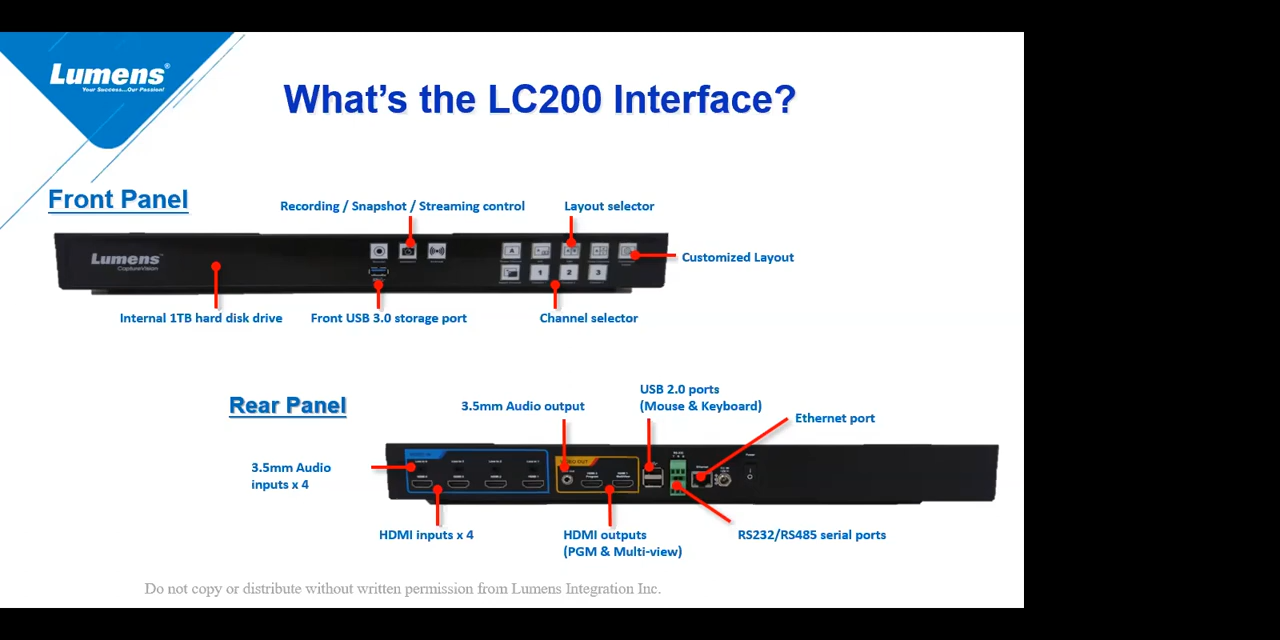 Lumens®
Your Success...Our Passion!
What's the LC200 Interface?
Front Panel
Recording / Snapshot / Streaming control
Layout selector
Lumens™
CaptureVision
A
Customized Layout
1
2
3
Internal 1TB hard disk drive
Front USB 3.0 storage port
Channel selector
USB 2.0 ports
(Mouse & Keyboard)
Rear Panel
3.5mm Audio output
Ethernet port
3.5mm Audio
inputs x 4
HDMI inputs x 4
HDMI outputs
(PGM & Multi-view)
RS232/RS485 serial ports
Do not copy or distribute without written permission from Lumens Integration Inc.